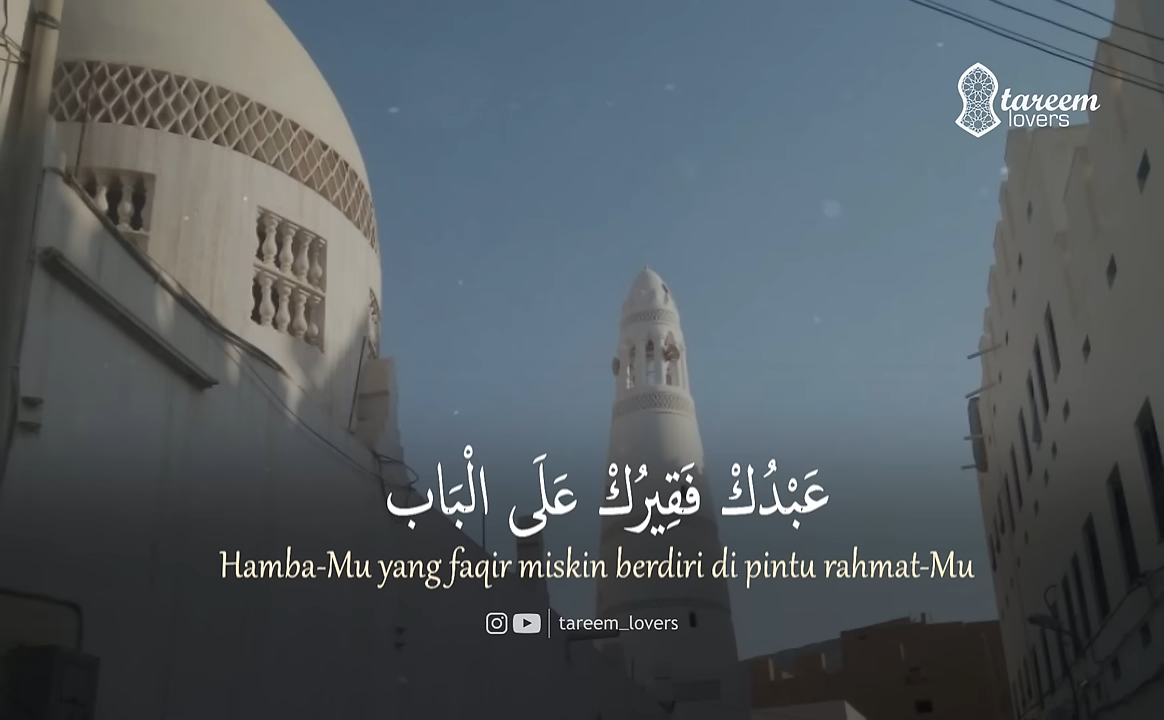 tareem
lovers
عَبْدُكْ فَقِيرُكْ عَلَى الْبَاب
Hamba-Mu yang faqir miskin berdiri di pintu rahmat-Mu
tareem_lovers